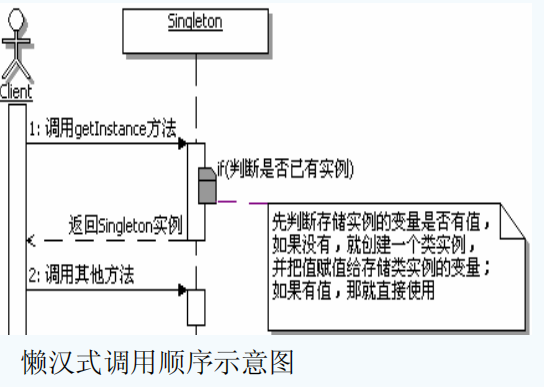 Singleton
Client
1: 调用getInstance方法
if(判断是否已有实例)
返回Singleton实例
先判断存储实例的变量是否有值，
如果没有，就创建一个类实例，
并把值赋值给存储类实例的变量；
如果有值，那就直接使用
2: 调用其他方法
懒汉式调用顺序示意图